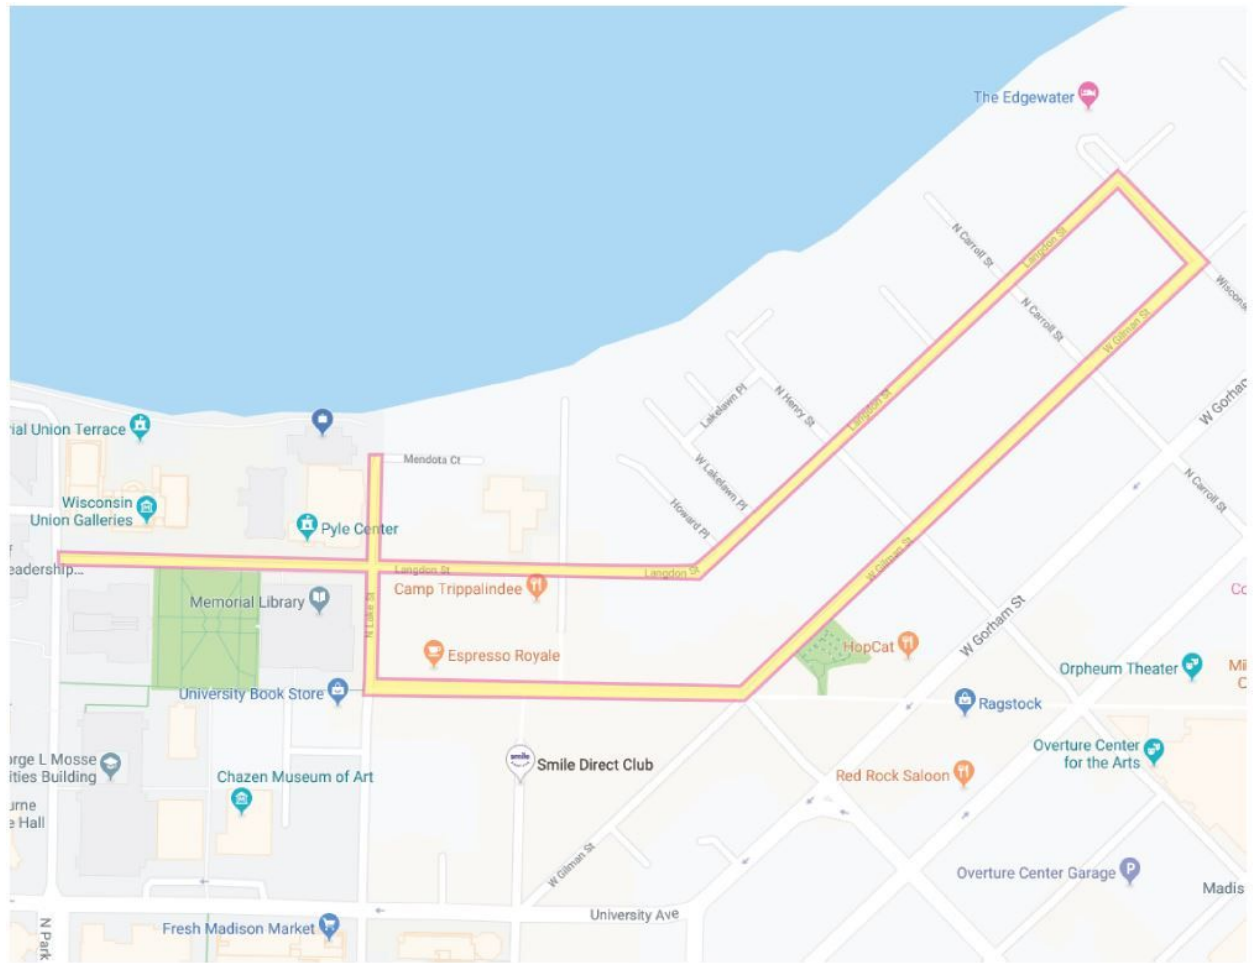 The Edgewater
N Carroll St
Langdon St
N Carroll St
W Gilman St
W Gorham
Langdon St
N Henry St
Lakelawn Pl
W Lakelawn Pl
Howard Pl
Mendota Ct
ial Union Terrace
Wisconsin
Union Galleries
Pyle Center
eadership...
Langdon St
Langdon St
W Gilman St
N Carroll St
Camp Trippalindee
Memorial Library
N Lake St
W Gorham St
HopCat
Espresso Royale
Orpheum Theater
University Book Store
Ragstock
orge L Mosse
ities Building
smile
Smile Direct Club
Overture Center
for the Arts
Chazen Museum of Art
Red Rock Saloon
urne
e Hall
W Gilman St
Overture Center Garage
P
Madis
University Ave
Fresh Madison Market
N Park